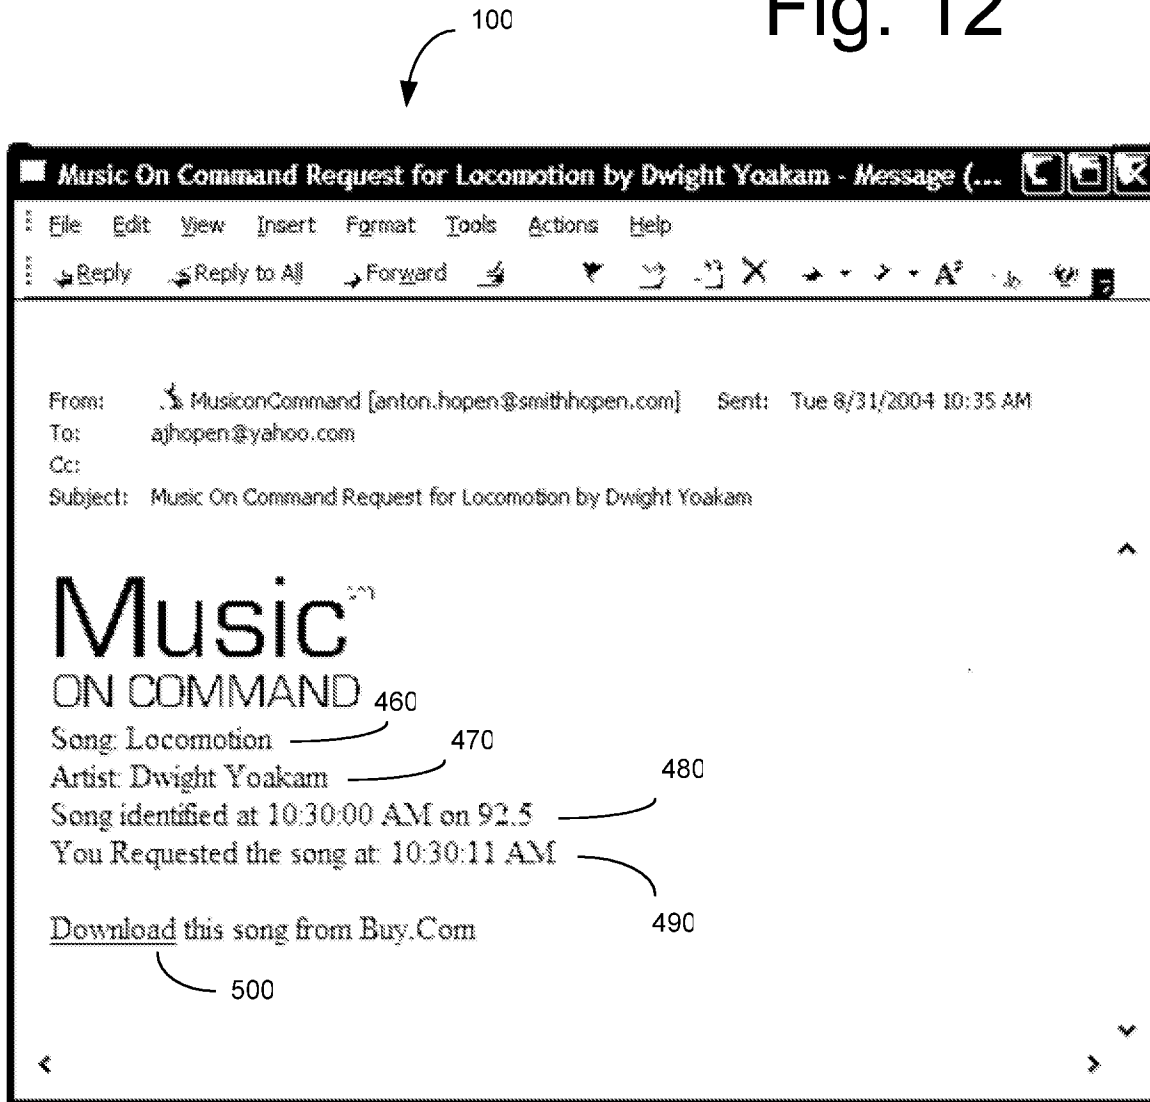 100
Fig. 12
Music On Command Request for Locomotion by Dwight Yoakam - Message (...
File Edit View Insert Format Tools Actions Help
Reply Reply to All Forward
From: MusiconCommand [anton.hopen@smithhopen.com] Sent: Tue 8/31/2004 10:35 AM
To: ajhopen@yahoo.com
Cc:
Subject: Music On Command Request for Locomotion by Dwight Yoakam
Music
ON COMMAND 460
Song: Locomotion
470
Artist: Dwight Yoakam
480
Song identified at 10:30:00 AM on 92.5
You Requested the song at: 10:30:11 AM
490
Download this song from Buy.Com
500